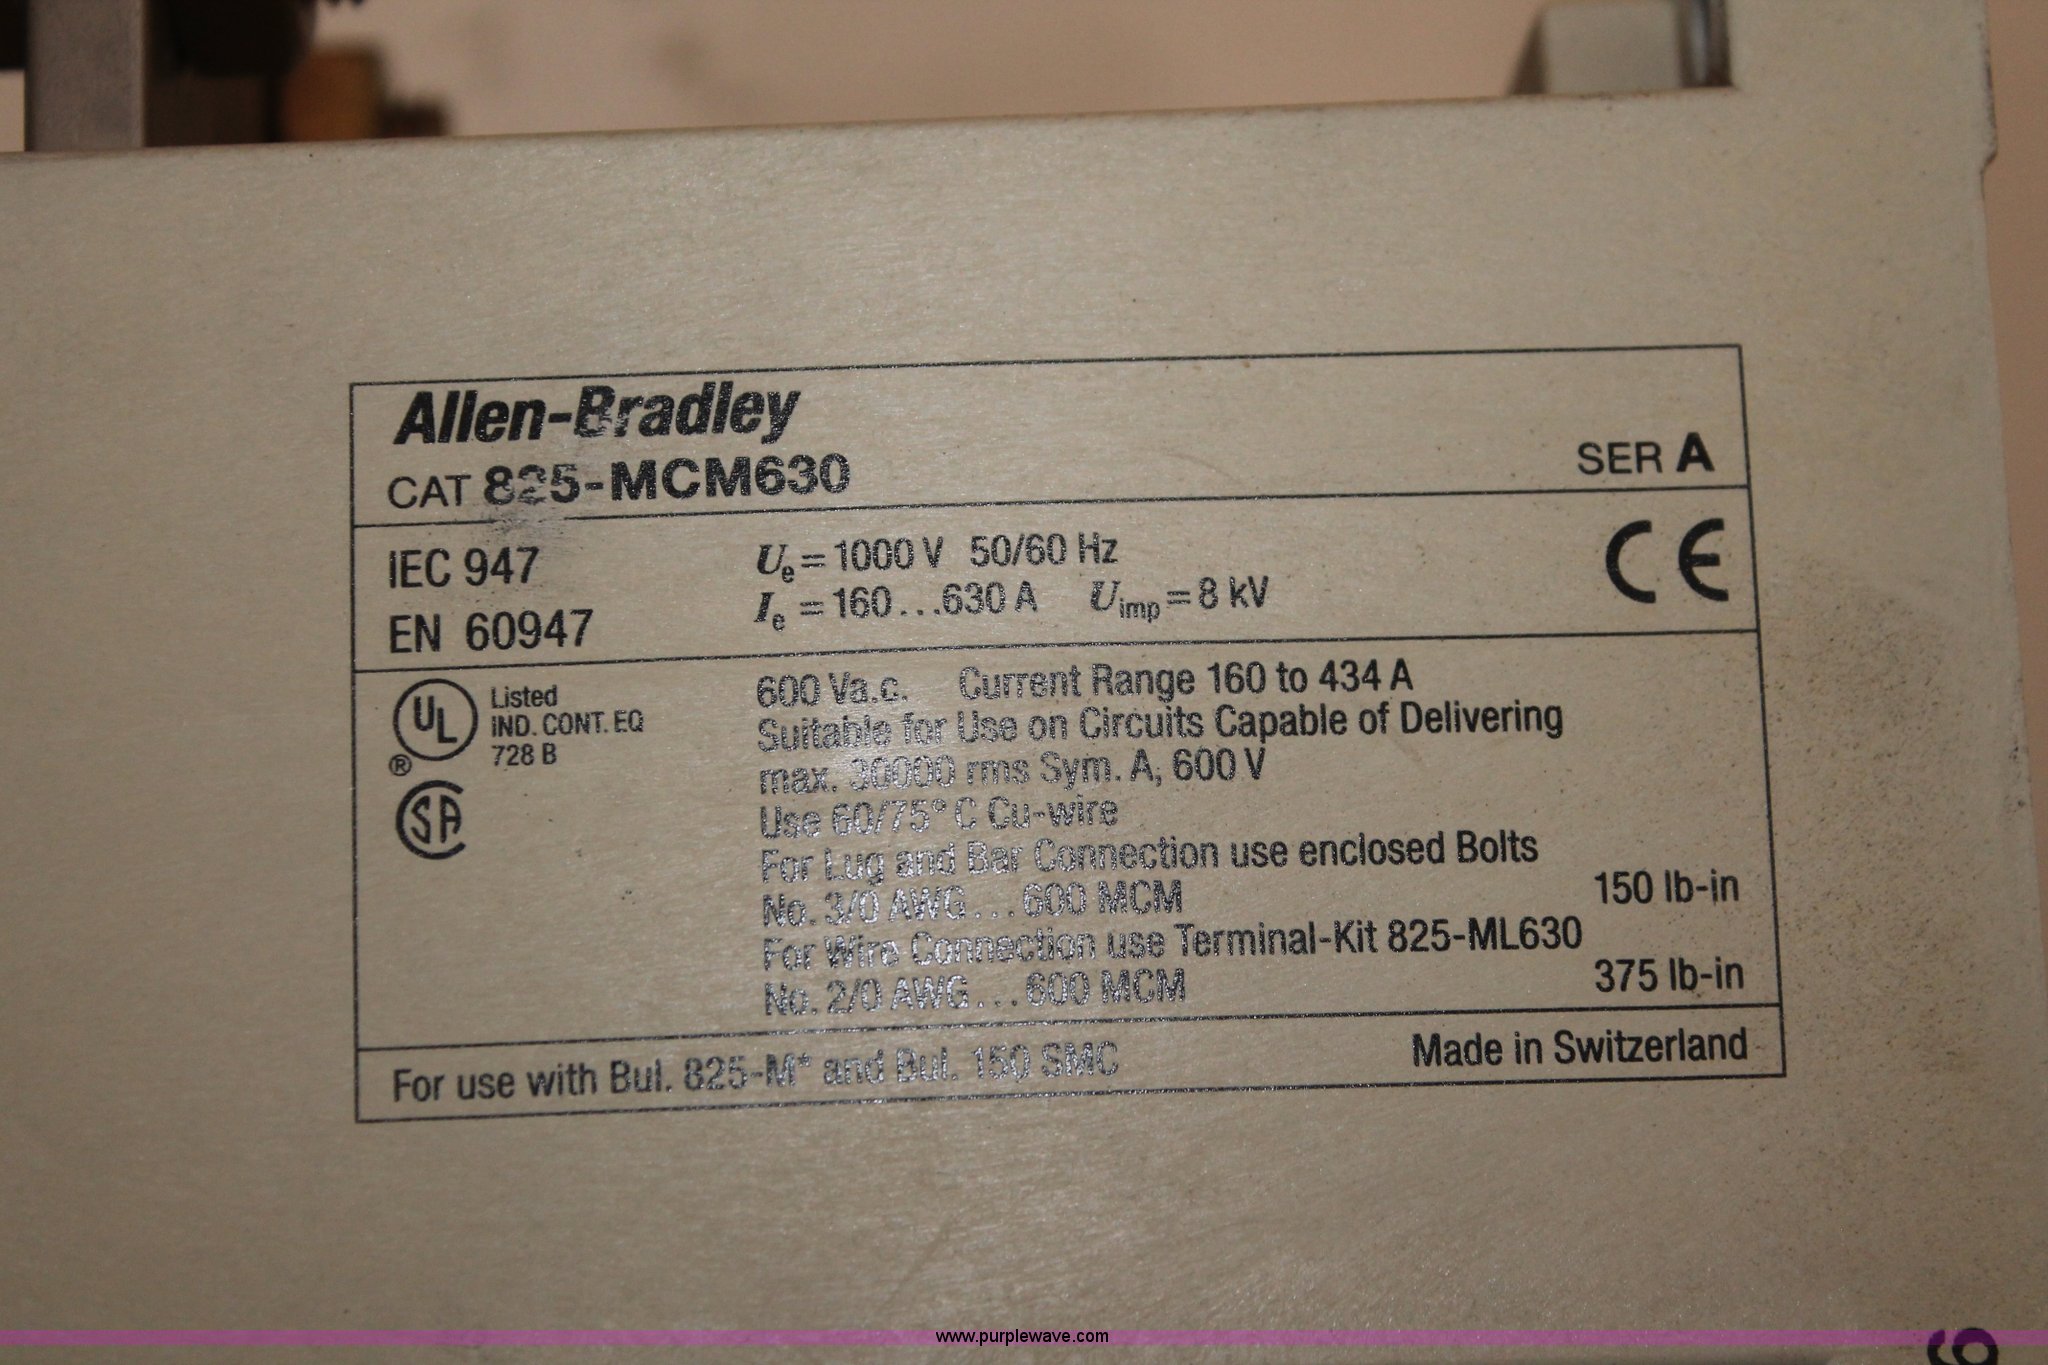 Allen-Bradley
CAT 825-MCM630
SER A
IEC 947
EN 60947
Ue = 1000 V 50/60 Hz
Ie = 160...630 A Uimp = 8 kV
CE
UL
®
Listed
IND. CONT. EQ
728 B
SA
600 Va.c. Current Range 160 to 434 A
Suitable for Use on Circuits Capable of Delivering
max. 30000 rms Sym. A, 600 V
Use 60/75° C Cu-wire
For Lug and Bar Connection use enclosed Bolts
No. 3/0 AWG...600 MCM 150 lb-in
For Wire Connection use Terminal-Kit 825-ML630
No. 2/0 AWG...600 MCM 375 lb-in
For use with Bul. 825-M* and Bul. 150 SMC
Made in Switzerland
www.purplewave.com